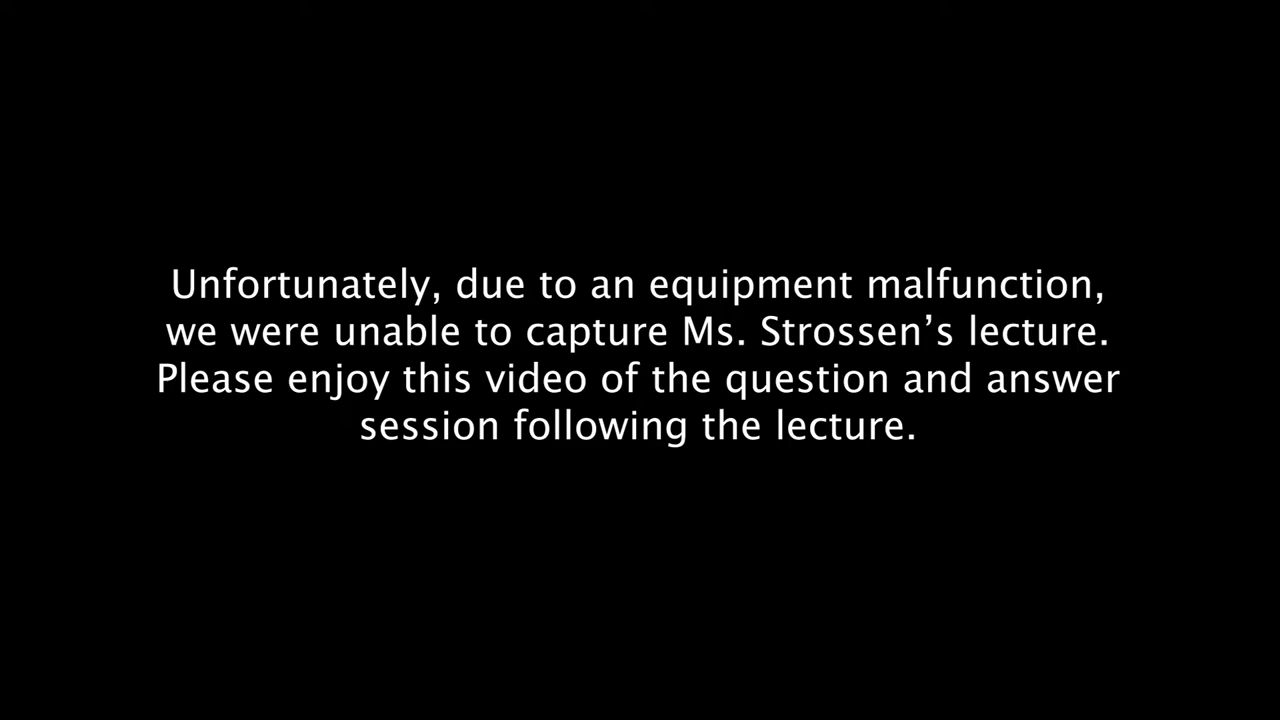 Unfortunately, due to an equipment malfunction,
we were unable to capture Ms. Strossen’s lecture.
Please enjoy this video of the question and answer
session following the lecture.